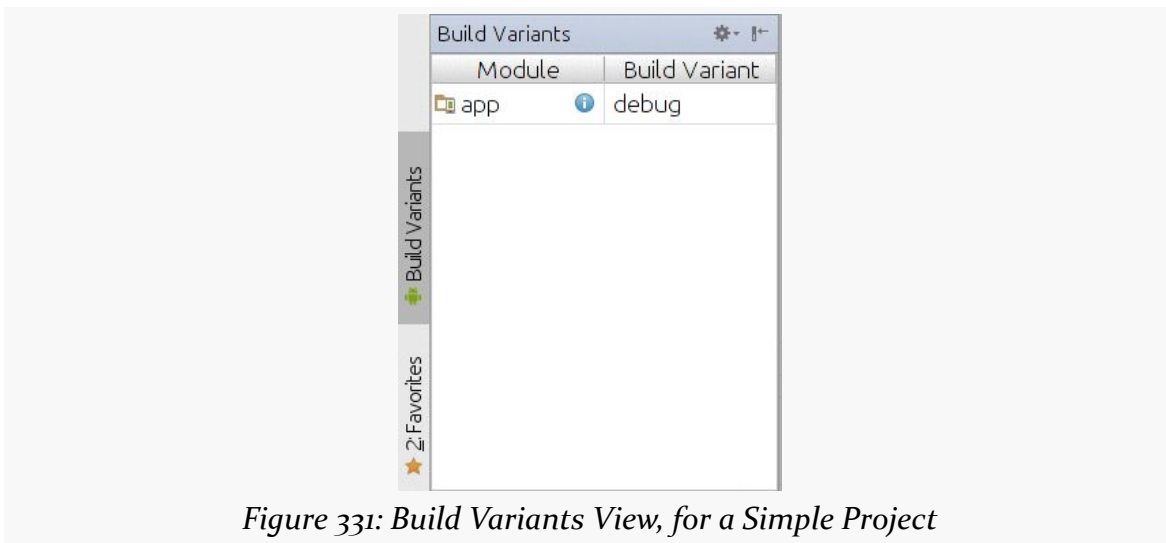 Build Variants
Module Build Variant
app debug
Build Variants
2: Favorites
Figure 331: Build Variants View, for a Simple Project